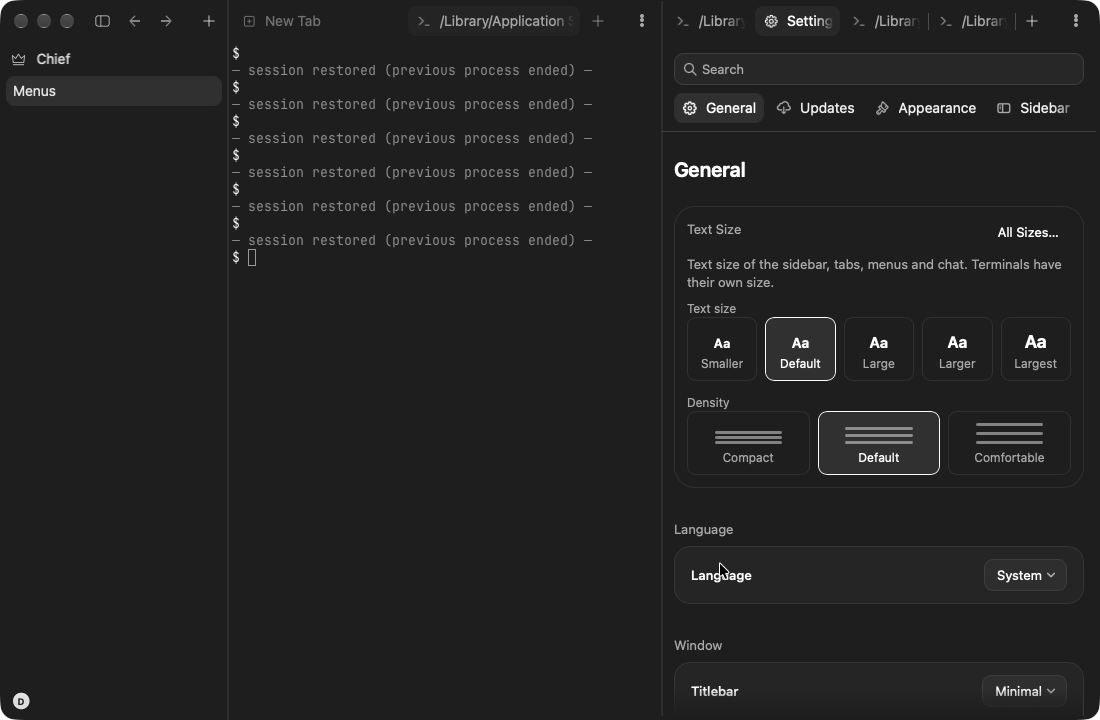 New Tab
/Library/Application
/Library
Setting
/Library
/Library
Chief
Menus
$
— session restored (previous process ended) —
$
— session restored (previous process ended) —
$
— session restored (previous process ended) —
$
— session restored (previous process ended) —
$
— session restored (previous process ended) —
$
— session restored (previous process ended) —
$
Search
General
Updates
Appearance
Sidebar
General
Text Size
All Sizes...
Text size of the sidebar, tabs, menus and chat. Terminals have
their own size.
Text size
Aa Aa Aa Aa Aa
Smaller Default Large Larger Largest
Density
Compact Default Comfortable
Language
Language System
Window
Titlebar Minimal
D